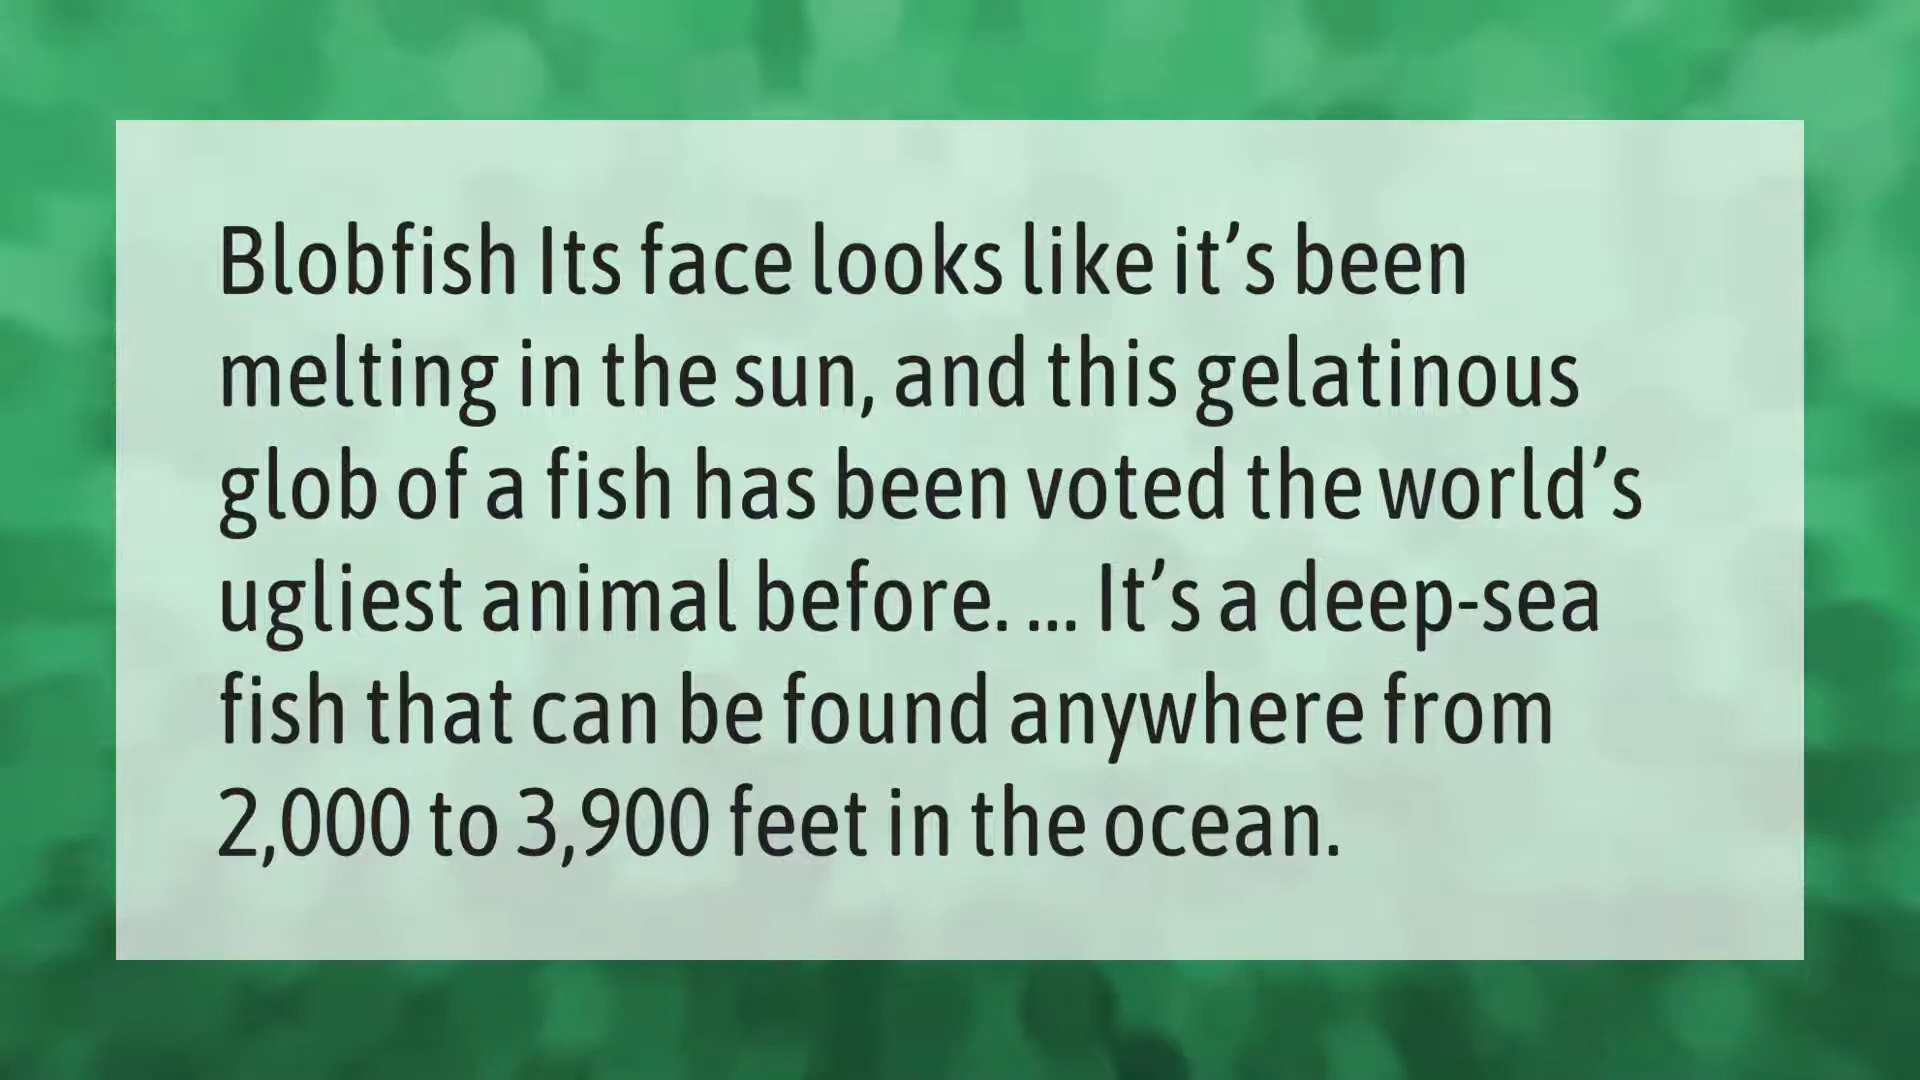 Blobfish Its face looks like it’s been
melting in the sun, and this gelatinous
glob of a fish has been voted the world’s
ugliest animal before. ... It’s a deep-sea
fish that can be found anywhere from
2,000 to 3,900 feet in the ocean.